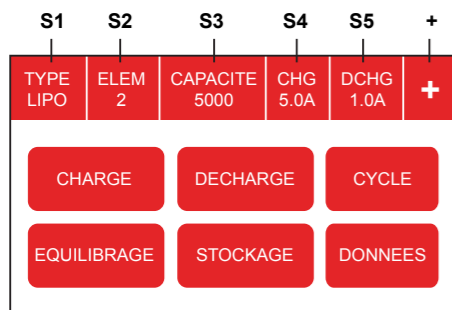 S1 S2 S3 S4 S5 +
TYPE ELEM CAPACITE CHG DCHG +
LIPO 2 5000 5.0A 1.0A
CHARGE DECHARGE CYCLE
EQUILIBRAGE STOCKAGE DONNEES